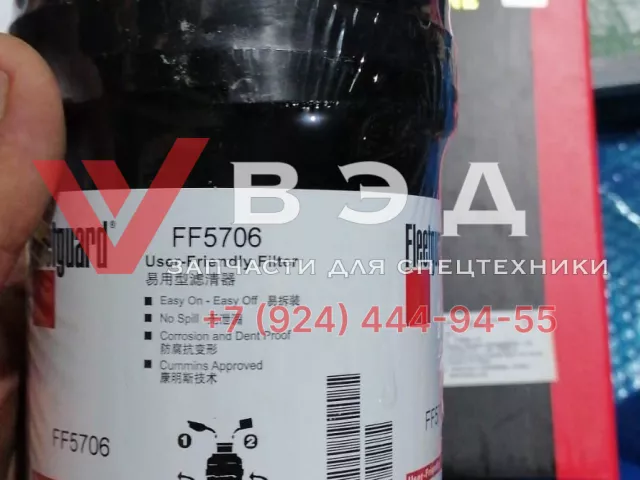 ВЭД
ЗАПЧАСТИ ДЛЯ СПЕЦТЕХНИКИ
+7 (924) 444-94-55
Fleetguard®
FF5706
User-Friendly Filter
易用型滤清器
Easy On - Easy Off 易拆装
No Spill
Corrosion and Dent Proof
防腐抗变形
Cummins Approved
康明斯技术
FF5706
1
2